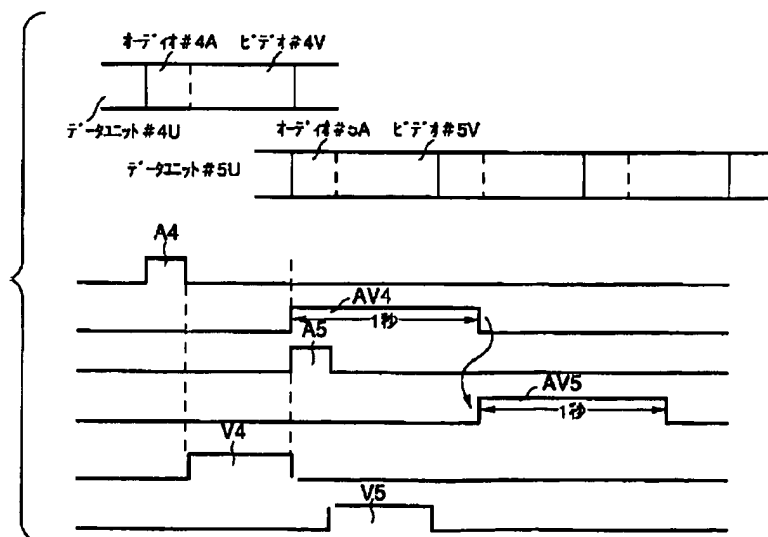 オーディオ#4A ビデオ#4V
データユニット#4U
オーディオ#5A ビデオ#5V
データユニット#5U
A4
AV4
1秒
A5
AV5
1秒
V4
V5